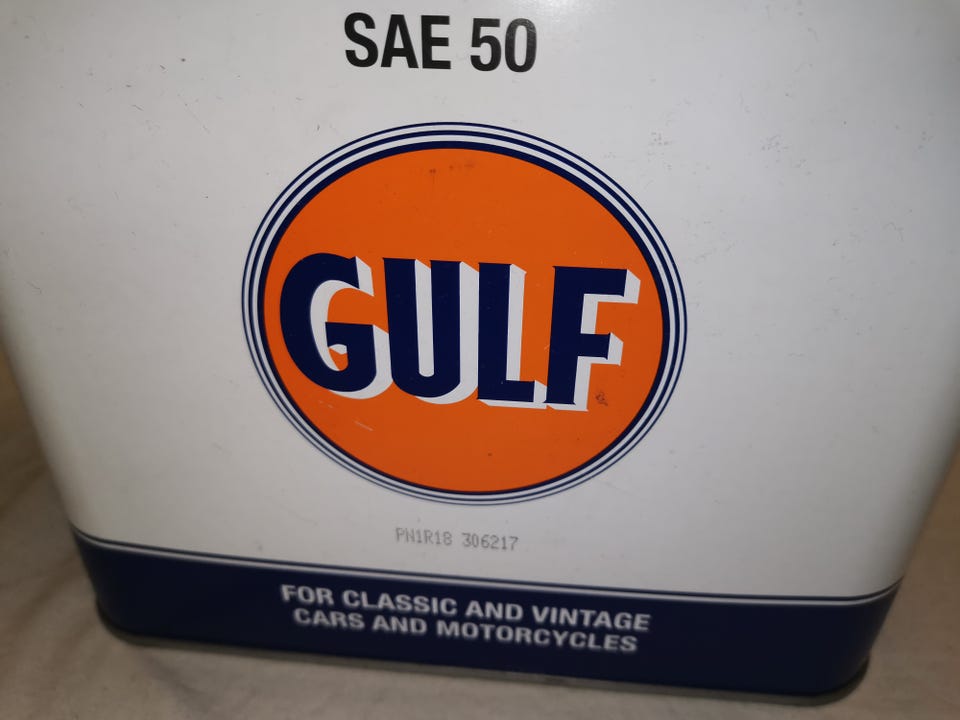 SAE 50
GULF
PN1R18 306217
FOR CLASSIC AND VINTAGE
CARS AND MOTORCYCLES